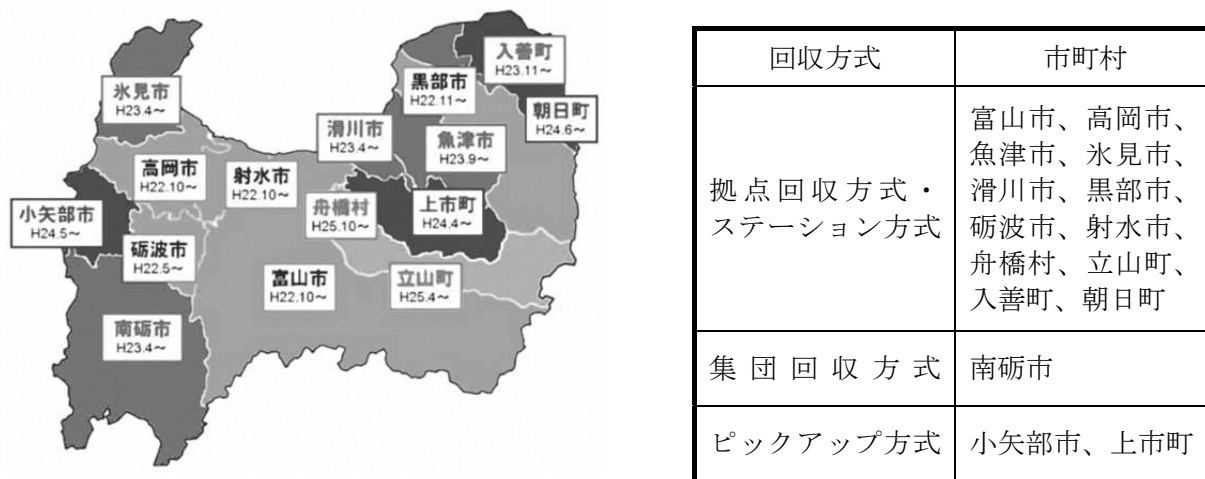 入善町
H23.11~
黒部市
H22.11~
氷見市
H23.4~
朝日町
H24.6~
滑川市
H23.4~
魚津市
H23.9~
高岡市
H22.10~
射水市
H22.10~
舟橋村
H25.10~
上市町
H24.4~
小矢部市
H24.5~
砺波市
H22.5~
富山市
H22.10~
立山町
H25.4~
南砺市
H23.4~
回収方式 市町村
拠点回収方式・
ステーション方式
富山市、高岡市、
魚津市、氷見市、
滑川市、黒部市、
砺波市、射水市、
舟橋村、立山町、
入善町、朝日町
集団回収方式 南砺市
ピックアップ方式 小矢部市、上市町